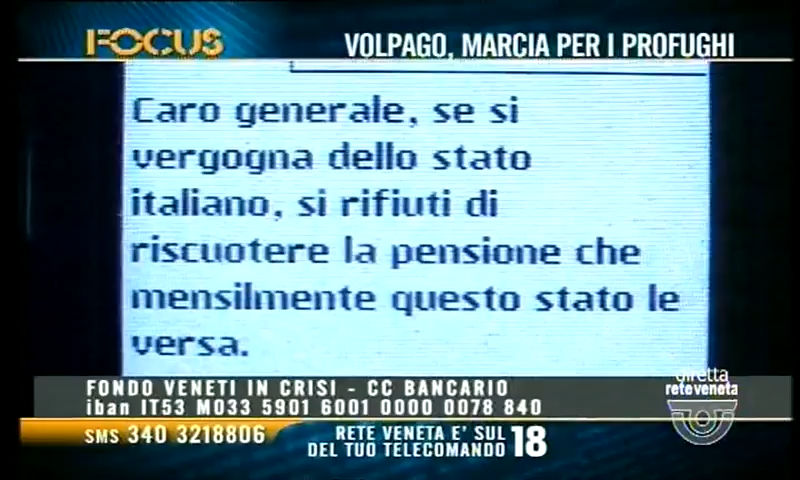 FOCUS
VOLPAGO, MARCIA PER I PROFUGHI
Caro generale, se si
vergogna dello stato
italiano, si rifiuti di
riscuotere la pensione che
mensilmente questo stato le
versa.
FONDO VENETI IN CRISI - CC BANCARIO
iban IT53 M033 5901 6001 0000 0078 840
diretta
reteveneta
SMS 340 3218806
RETE VENETA E' SUL
DEL TUO TELECOMANDO 18